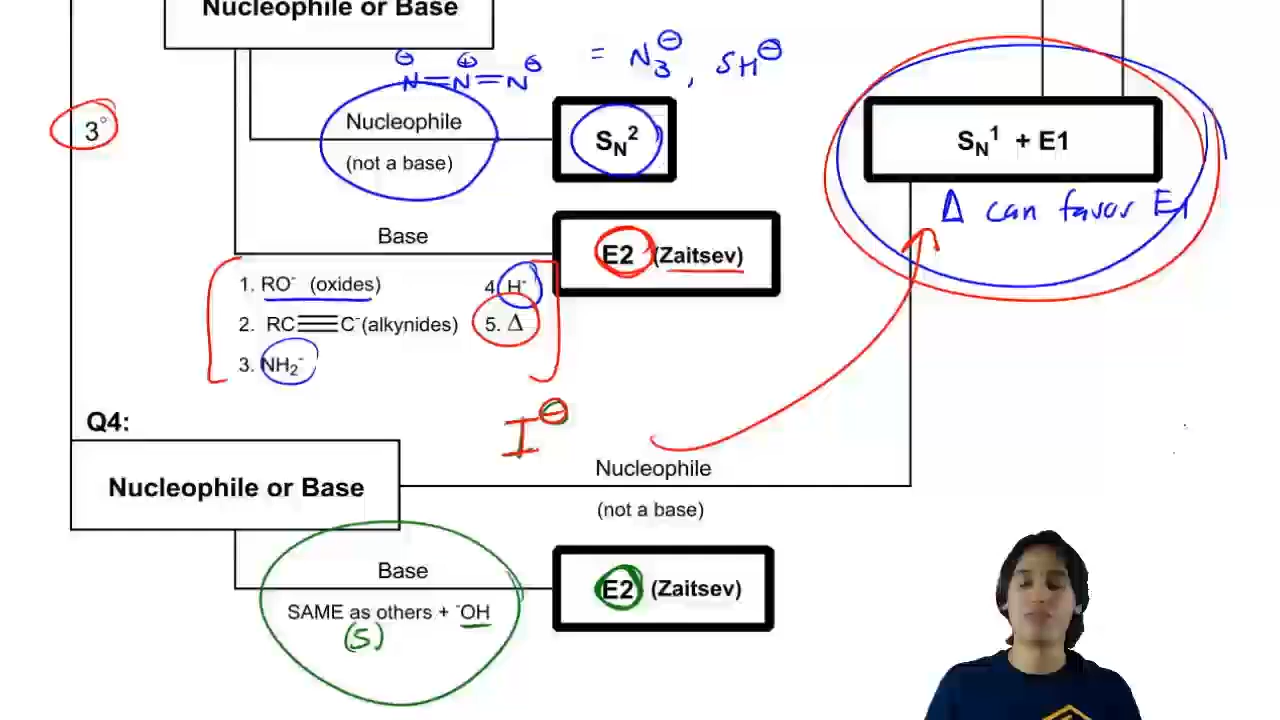 Nucleophile or Base
⊖ ⊕ ⊖
N=N=N = N₃⊖, SH⊖
3°
Nucleophile
(not a base)
SN2
SN1 + E1
Δ can favor E1
Base
E2 (Zaitsev)
1. RO⁻ (oxides)
4. H⁻
2. RC≡C⁻(alkynides)
5. Δ
3. NH₂⁻
I⊖
Q4:
Nucleophile or Base
Nucleophile
(not a base)
Base
SAME as others + ⁻OH
(5)
E2 (Zaitsev)